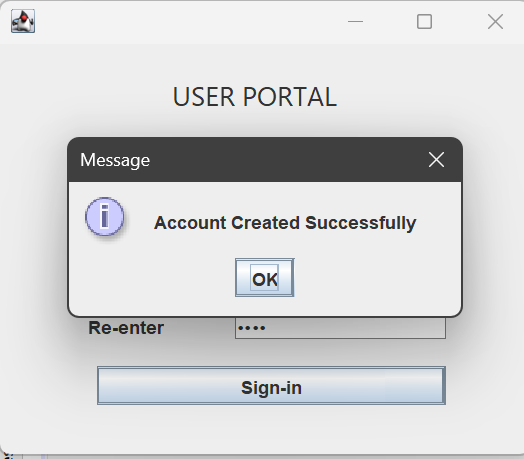 USER PORTAL
Message
Account Created Successfully
OK
Re-enter ••••
Sign-in